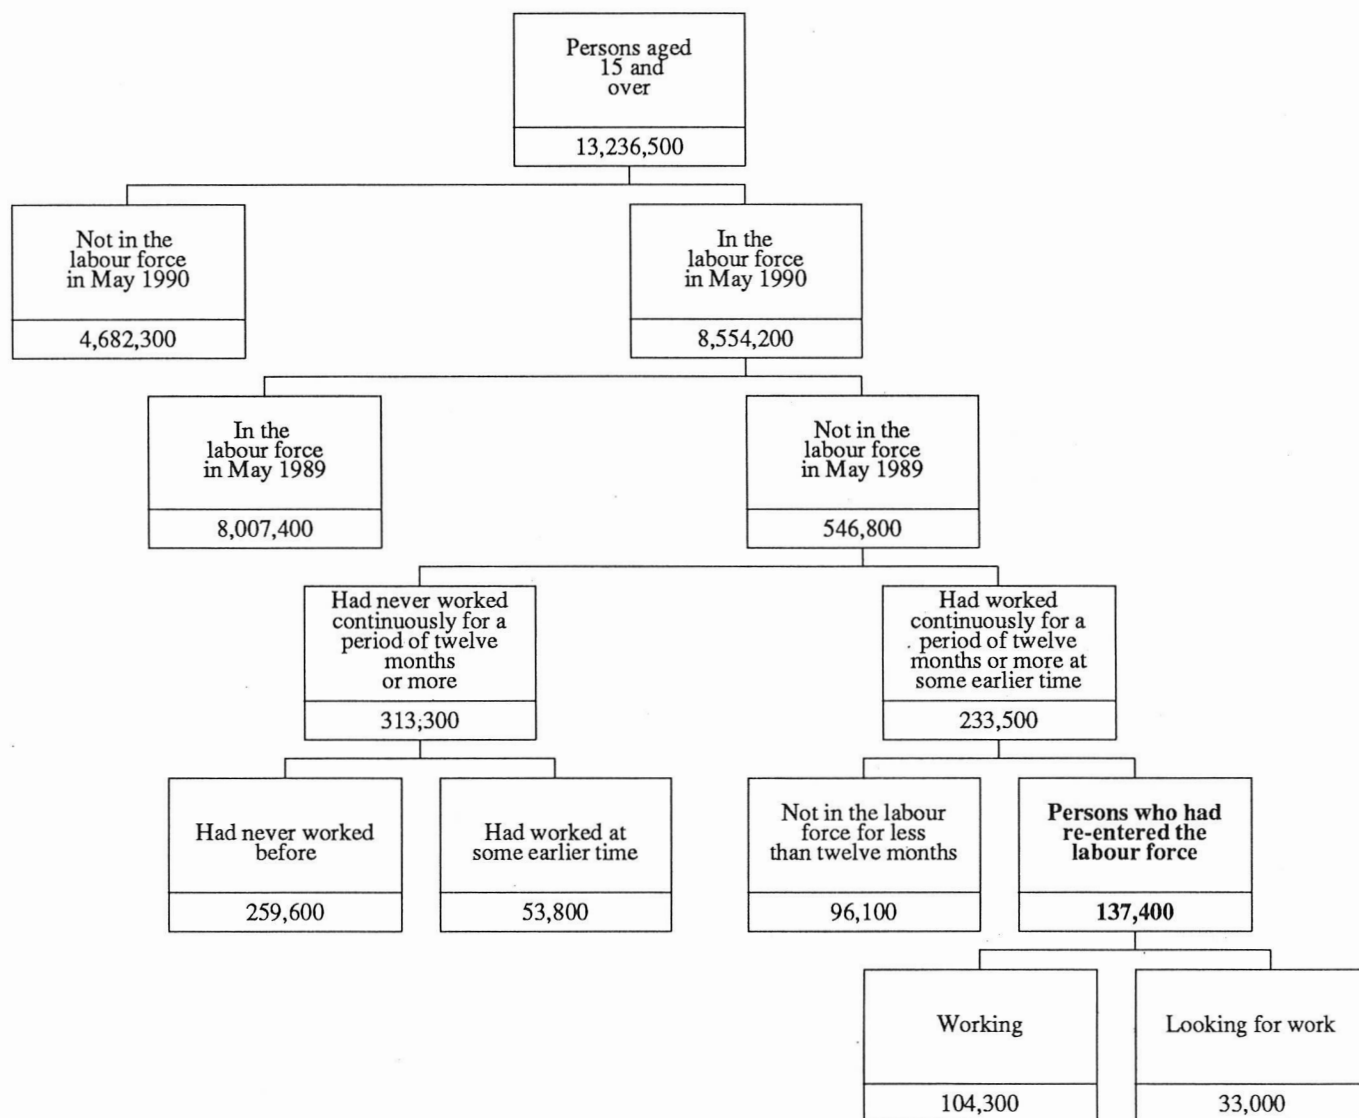 Persons aged
15 and
over
13,236,500
Not in the
labour force
in May 1990
4,682,300
In the
labour force
in May 1990
8,554,200
In the
labour force
in May 1989
8,007,400
Not in the
labour force
in May 1989
546,800
Had never worked
continuously for a
period of twelve
months
or more
313,300
Had worked
continuously for a
period of twelve
months or more at
some earlier time
233,500
Had never worked
before
259,600
Had worked at
some earlier time
53,800
Not in the labour
force for less
than twelve months
96,100
Persons who had
re-entered the
labour force
137,400
Working
104,300
Looking for work
33,000